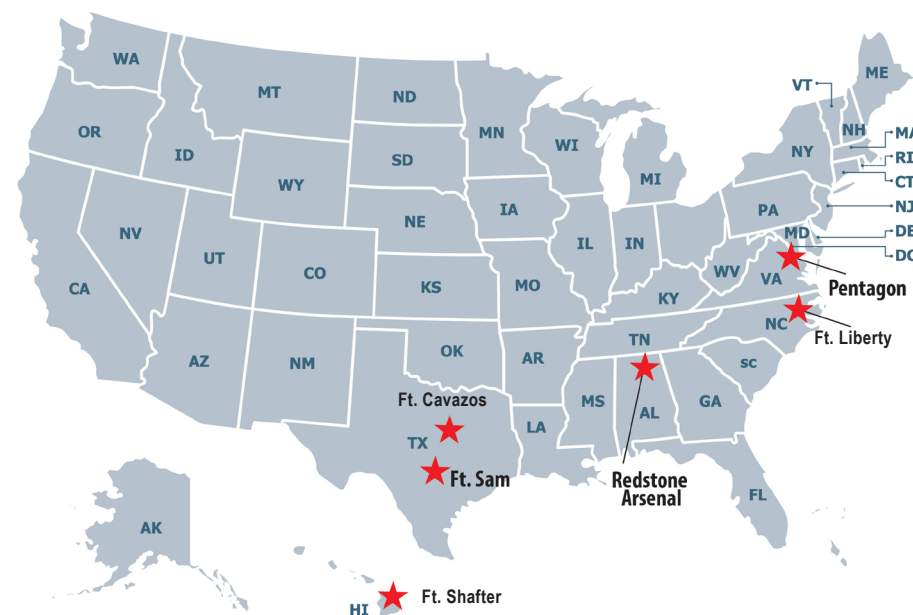 WA
MT
ND
MN
VT
ME
OR
ID
SD
WI
NY
NH
MA
RI
WY
MI
CT
IA
PA
NJ
NE
NV
IL
IN
MD
DE
UT
CO
WV
DC
CA
KS
MO
VA
Pentagon
KY
NC
TN
Ft. Liberty
OK
AR
AZ
NM
SC
Ft. Cavazos
MS
AL
GA
LA
TX
Ft. Sam
Redstone
Arsenal
FL
AK
Ft. Shafter
HI